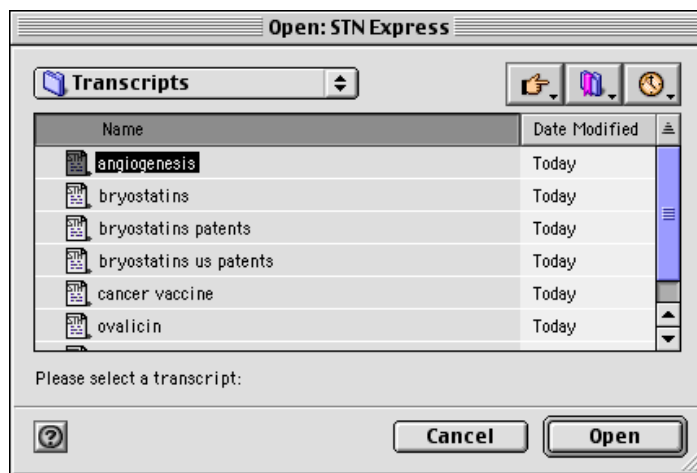 Open: STN Express
Transcripts
Name Date Modified
angiogenesis Today
bryostatins Today
bryostatins patents Today
bryostatins us patents Today
cancer vaccine Today
ovalicin Today
Please select a transcript:
? Cancel Open